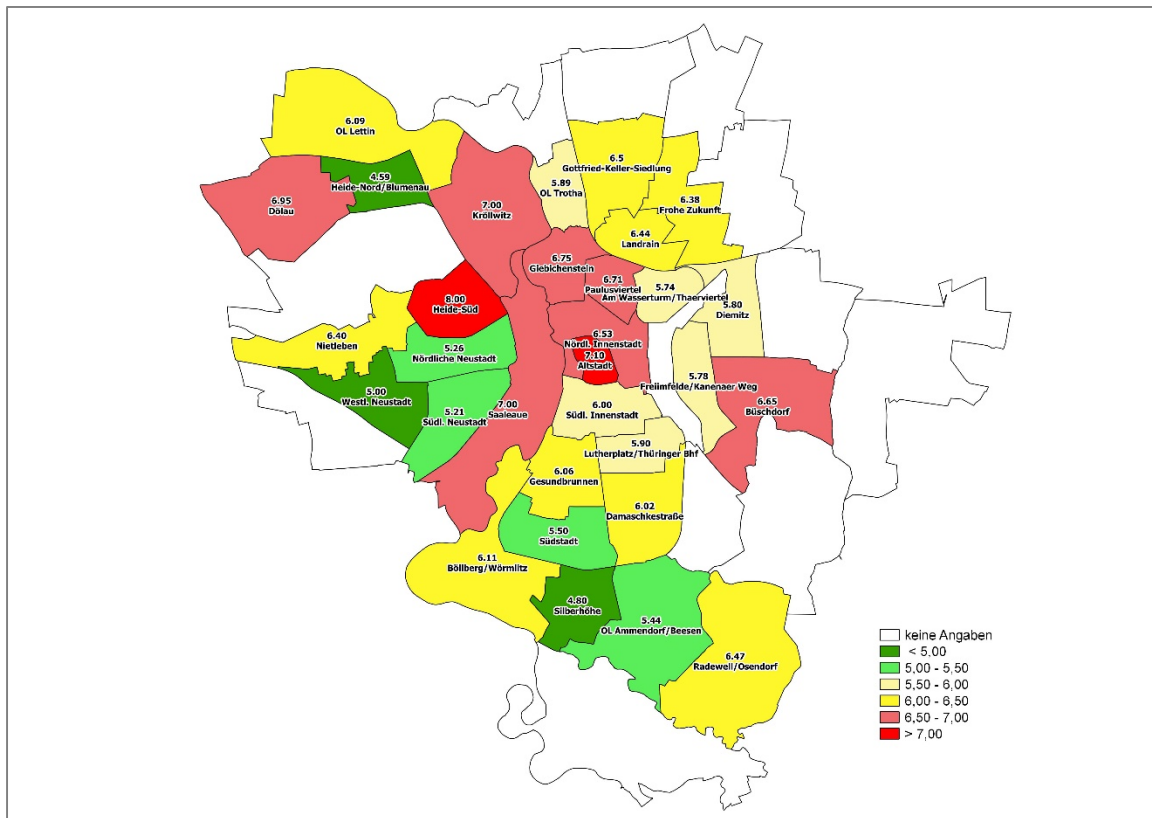 6.09
OL Lettin
4.59
Heide-Nord/Blumenau
6.95
Dölau
7.00
Kröllwitz
5.89
OL Trotha
6.5
Gottfried-Keller-Siedlung
6.38
Frohe Zukunft
6.44
Landrain
6.75
Giebichenstein
6.71
Paulusviertel
5.74
Am Wasserturm/Thaerviertel
5.80
Diemitz
8.00
Heide-Süd
6.40
Nietleben
5.26
Nördliche Neustadt
6.53
Nördl. Innenstadt
7.10
Altstadt
5.00
Westl. Neustadt
5.21
Südl. Neustadt
7.00
Saaleaue
6.00
Südl. Innenstadt
5.78
Freiimfelde/Kanenaer Weg
6.65
Büschdorf
5.90
Lutherplatz/Thüringer Bhf
6.06
Gesundbrunnen
6.02
Damaschkestraße
5.50
Südstadt
6.11
Böllberg/Wörmlitz
4.80
Silberhöhe
5.44
OL Ammendorf/Beesen
6.47
Radewell/Osendorf
keine Angaben
< 5,00
5,00 - 5,50
5,50 - 6,00
6,00 - 6,50
6,50 - 7,00
> 7,00